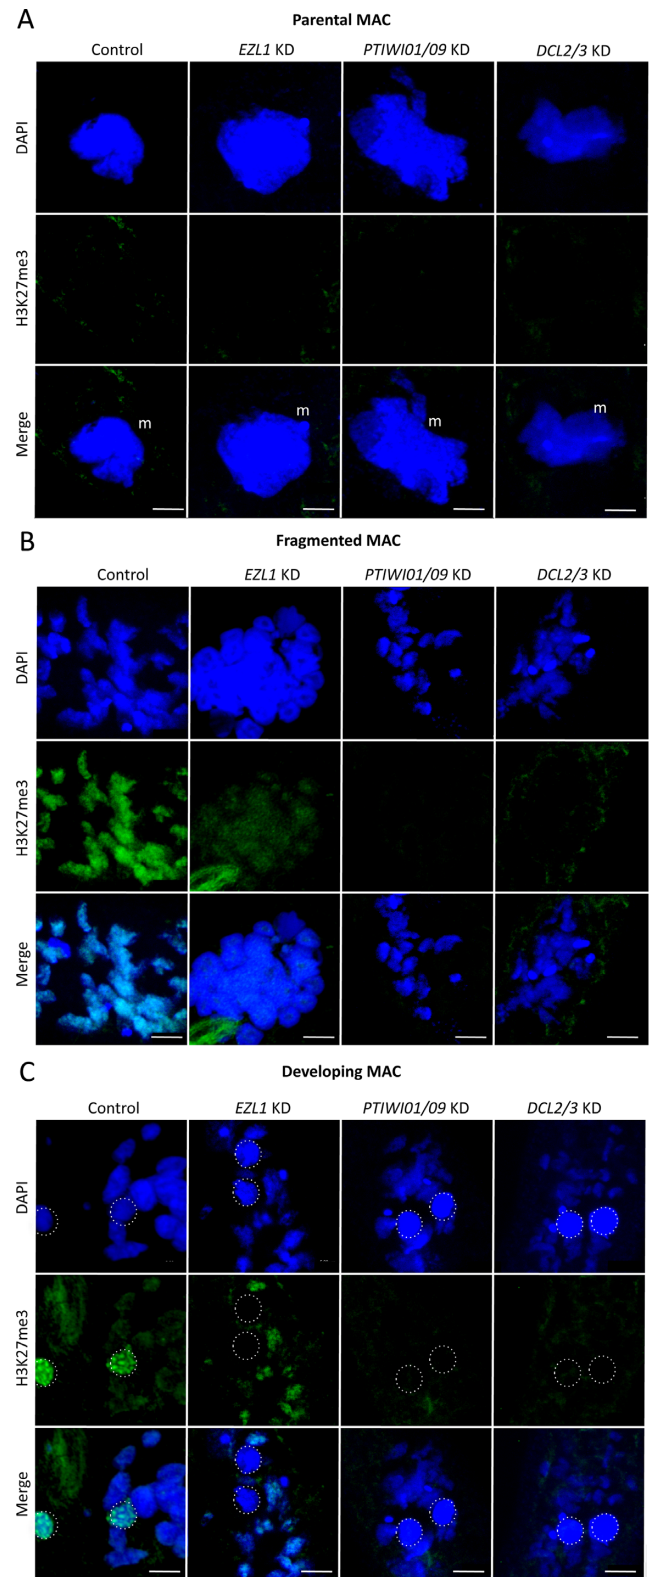 A
Parental MAC
Control EZL1 KD PTIWI01/09 KD DCL2/3 KD
DAPI
H3K27me3
Merge
m m m m
B
Fragmented MAC
Control EZL1 KD PTIWI01/09 KD DCL2/3 KD
DAPI
H3K27me3
Merge
C
Developing MAC
Control EZL1 KD PTIWI01/09 KD DCL2/3 KD
DAPI
H3K27me3
Merge